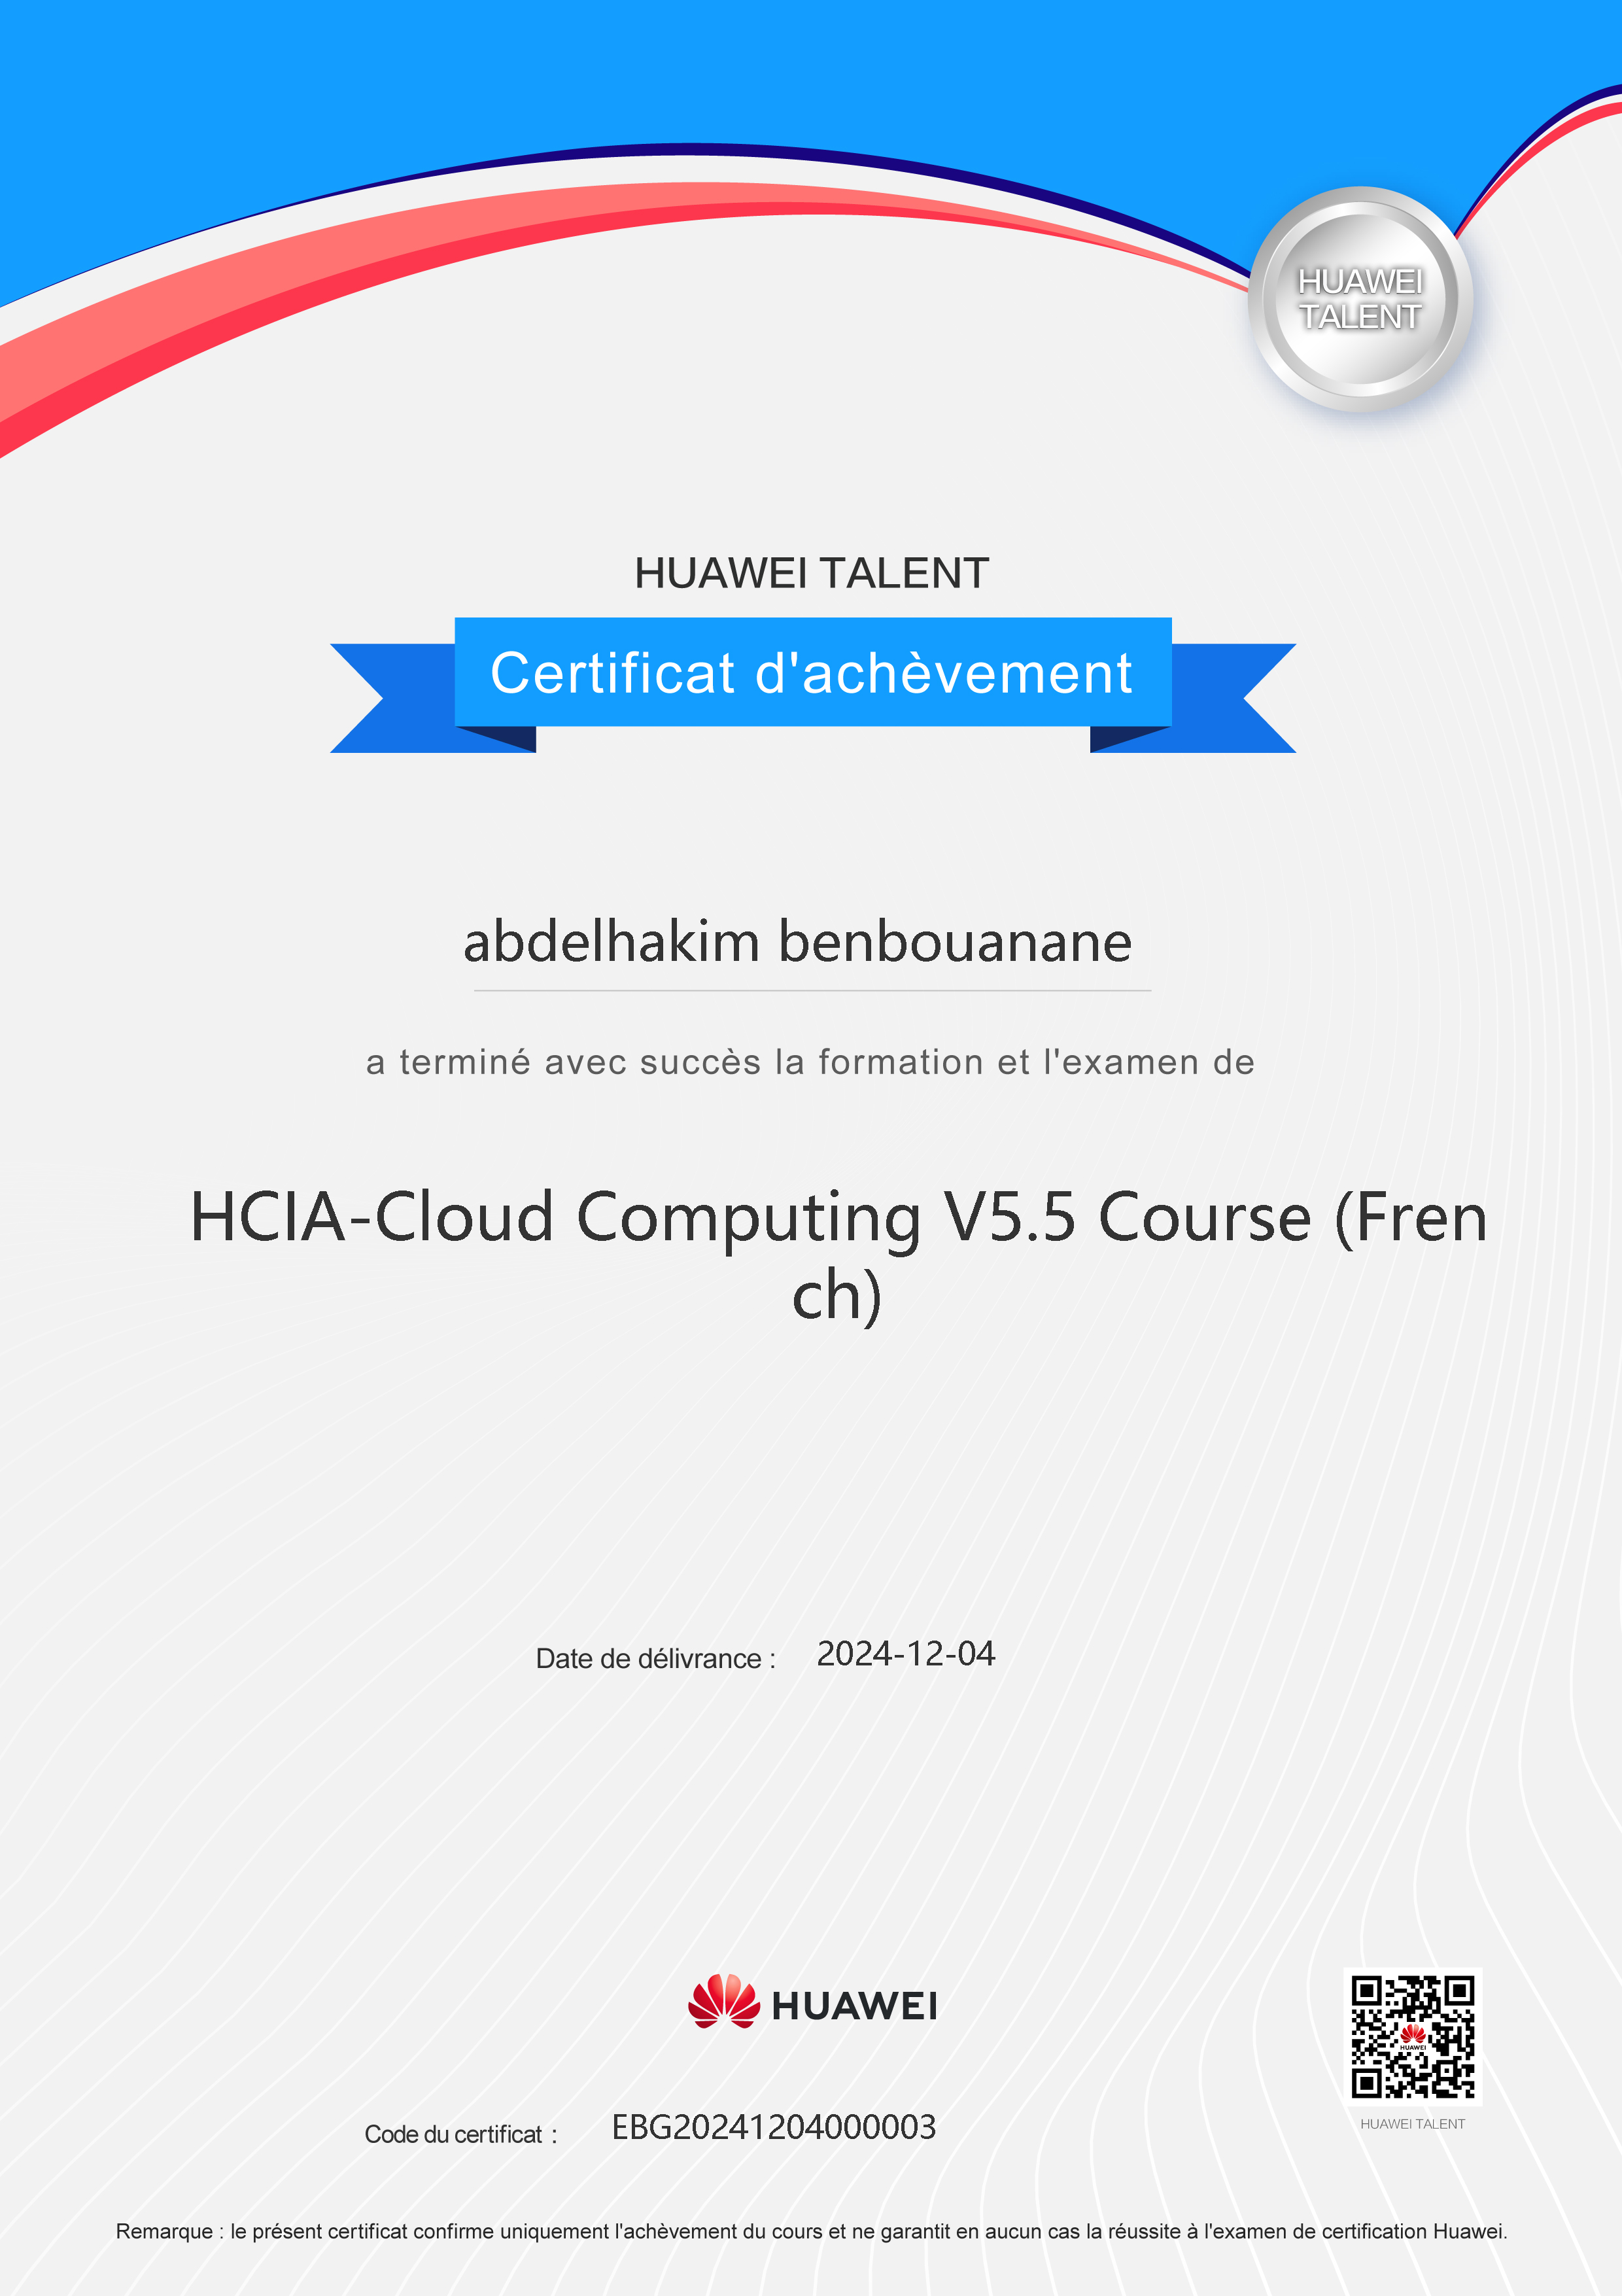 HUAWEI
TALENT
HUAWEI TALENT
Certificat d'achèvement
abdelhakim benbouanane
a terminé avec succès la formation et l'examen de
HCIA-Cloud Computing V5.5 Course (Fren
ch)
Date de délivrance : 2024-12-04
HUAWEI
HUAWEI
HUAWEI TALENT
Code du certificat : EBG20241204000003
Remarque : le présent certificat confirme uniquement l'achèvement du cours et ne garantit en aucun cas la réussite à l'examen de certification Huawei.